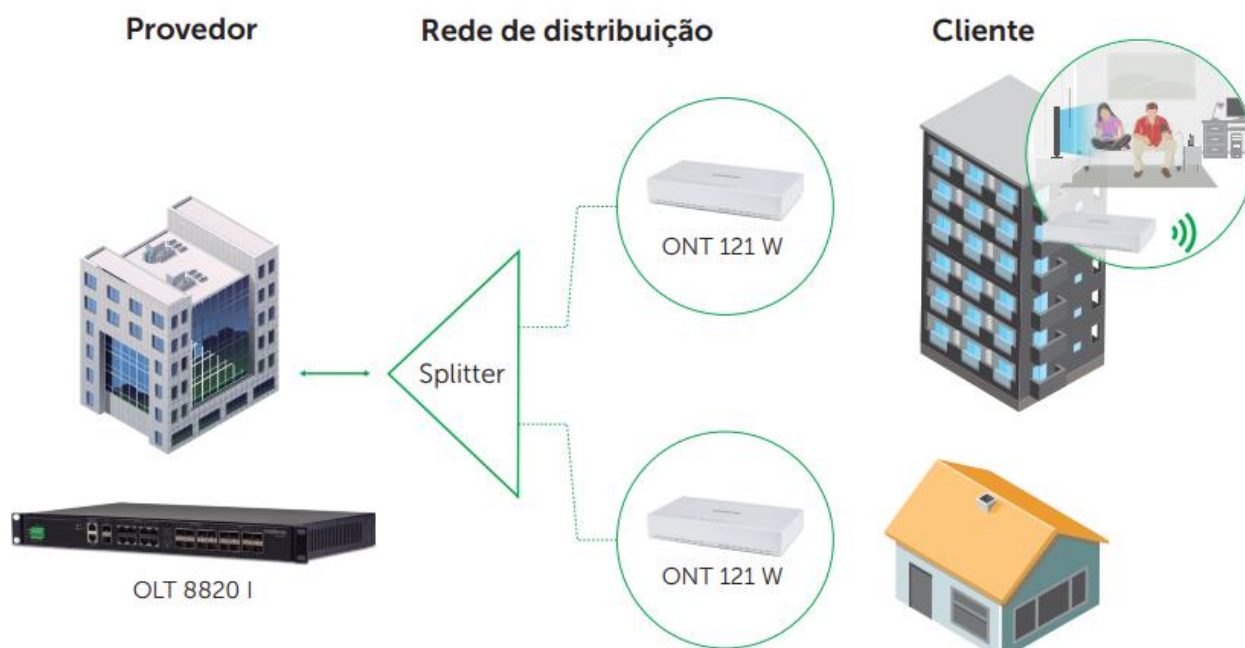 Provedor
Rede de distribuição
Cliente
ONT 121 W
Splitter
ONT 121 W
OLT 8820 I